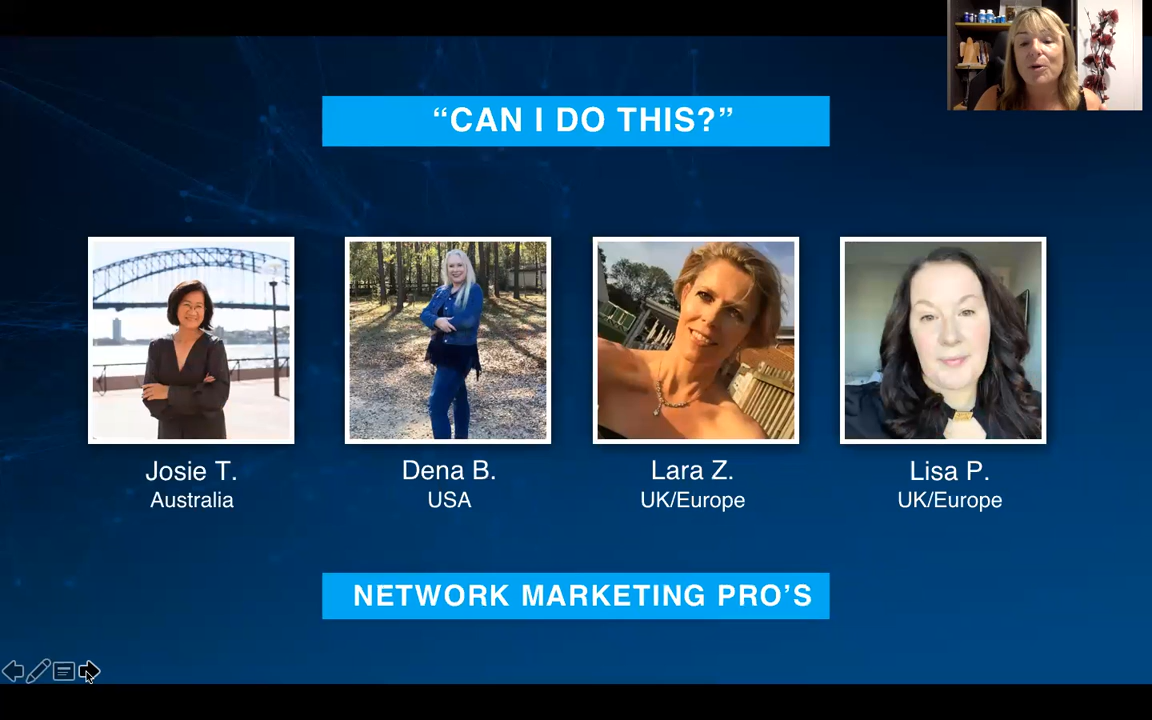 “CAN I DO THIS?”
Josie T.
Australia
Dena B.
USA
Lara Z.
UK/Europe
Lisa P.
UK/Europe
NETWORK MARKETING PRO’S